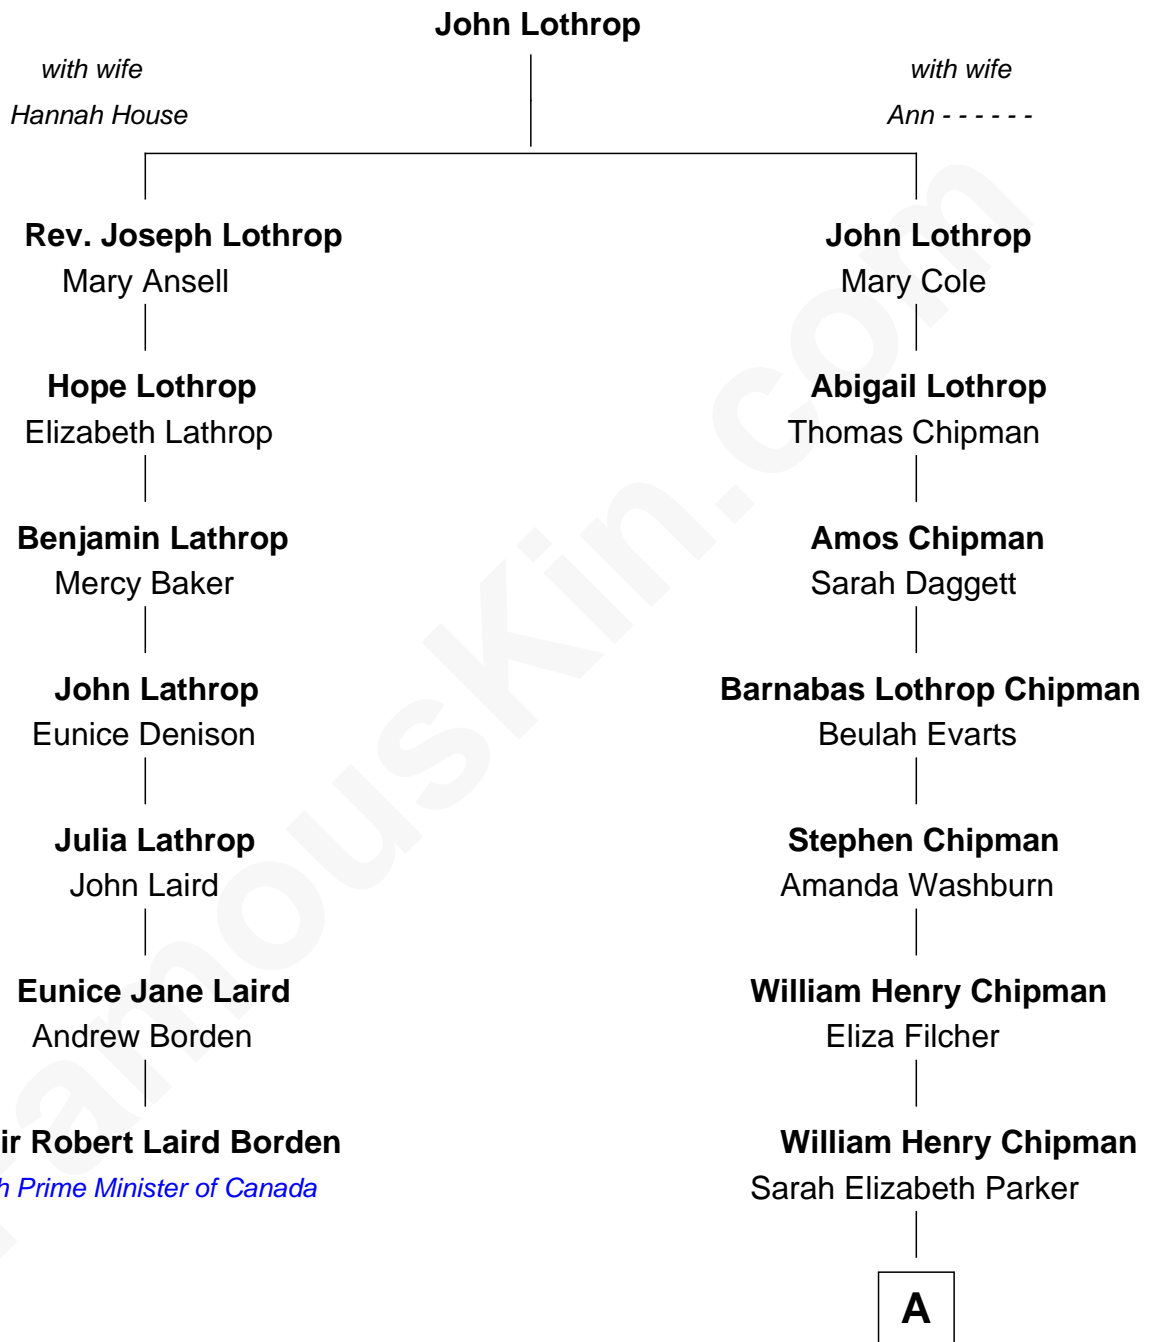 John Lothrop
with wife
Hannah House
with wife
Ann - - - - - -
Rev. Joseph Lothrop
Mary Ansell
John Lothrop
Mary Cole
Hope Lothrop
Elizabeth Lathrop
Abigail Lothrop
Thomas Chipman
Benjamin Lathrop
Mercy Baker
Amos Chipman
Sarah Daggett
John Lathrop
Eunice Denison
Barnabas Lothrop Chipman
Beulah Evarts
Julia Lathrop
John Laird
Stephen Chipman
Amanda Washburn
Eunice Jane Laird
Andrew Borden
William Henry Chipman
Eliza Filcher
ir Robert Laird Borden
h Prime Minister of Canada
William Henry Chipman
Sarah Elizabeth Parker
A
FamousKin.com